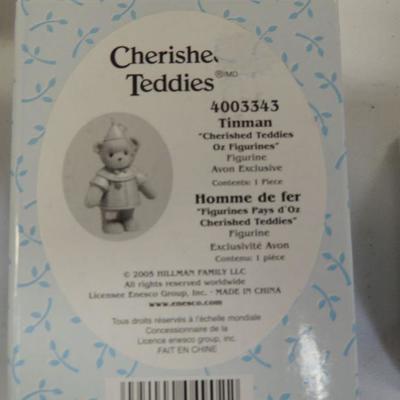 Cherished
Teddies®/MD
4003343
Tinman
"Cherished Teddies
Oz Figurines"
Figurine
Avon Exclusive
Contents: 1 Piece
Homme de fer
"Figurines Pays d'Oz
Cherished Teddies"
Figurine
Exclusivité Avon
Contenu: 1 pièce
© 2005 HILLMAN FAMILY LLC
All rights reserved worldwide
Licensee Enesco Group, Inc. - MADE IN CHINA
www.enesco.com
Tous droits réservés à l'échelle mondiale
Concessionnaire de la
Licence enesco group, inc.
FAIT EN CHINE